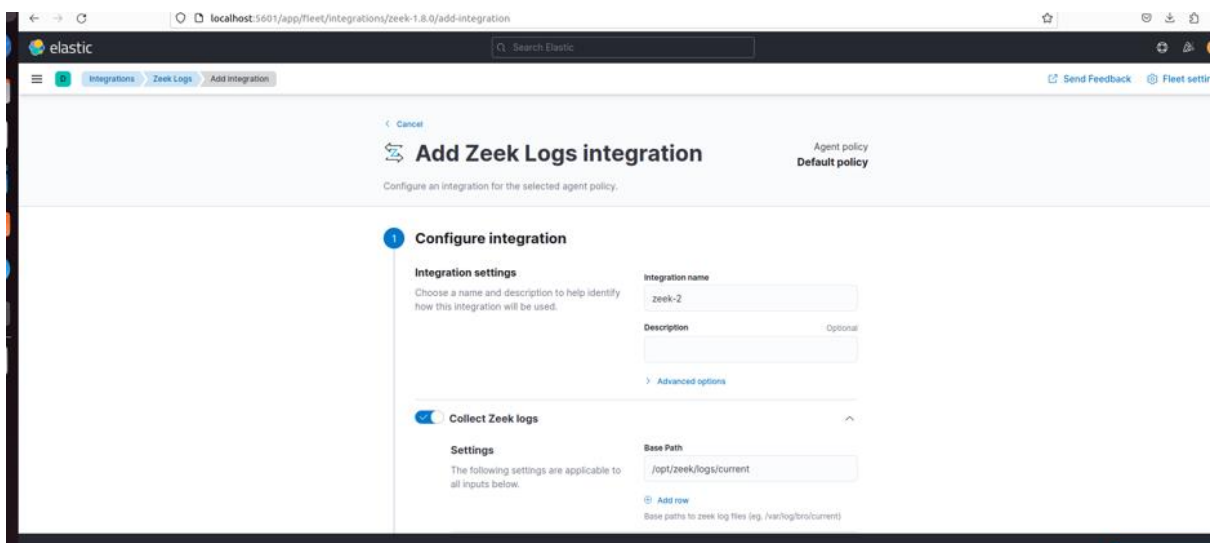 localhost:5601/app/fleet/integrations/zeek-1.8.0/add-integration
elastic
Search Elastic
D Integrations Zeek Logs Add integration
Send Feedback Fleet settin
Cancel
Add Zeek Logs integration
Agent policy
Default policy
Configure an integration for the selected agent policy.
1 Configure integration
Integration settings
Choose a name and description to help identify
how this integration will be used.
Integration name
zeek-2
Description Optional
Advanced options
Collect Zeek logs
Settings
The following settings are applicable to
all inputs below.
Base Path
/opt/zeek/logs/current
Add row
Base paths to zeek log files (eg. /var/log/bro/current)